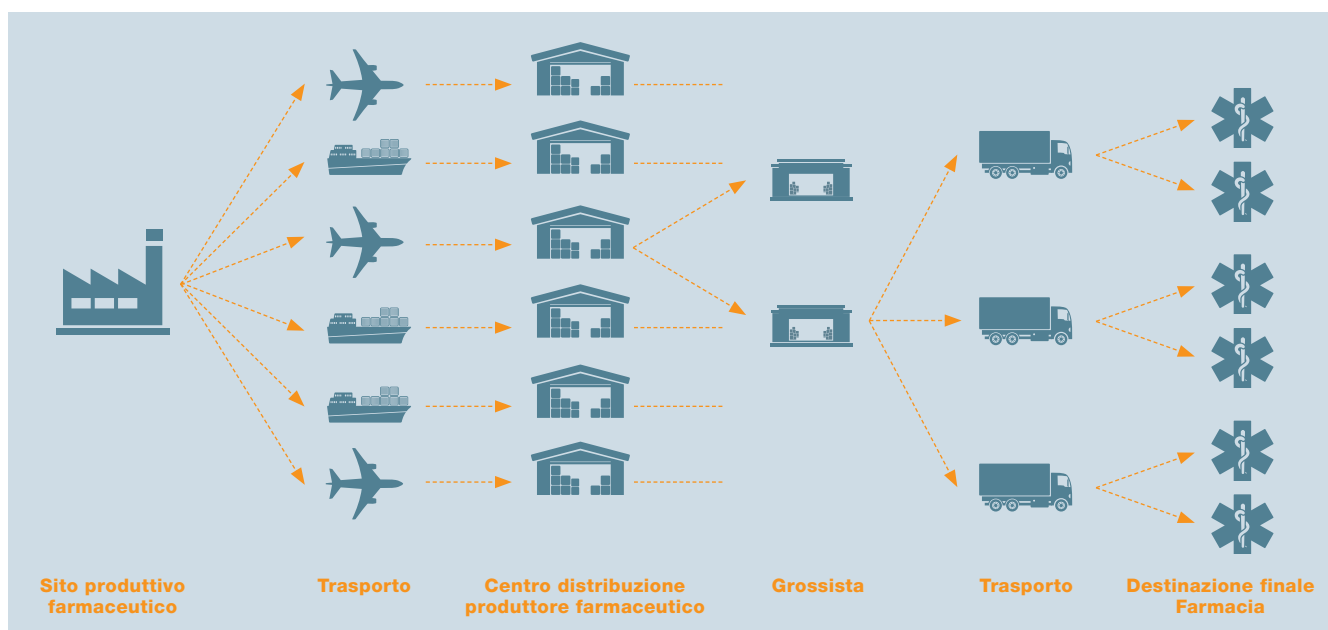 Sito produttivo
farmaceutico
Trasporto
Centro distribuzione
produttore farmaceutico
Grossista
Trasporto
Destinazione finale
Farmacia